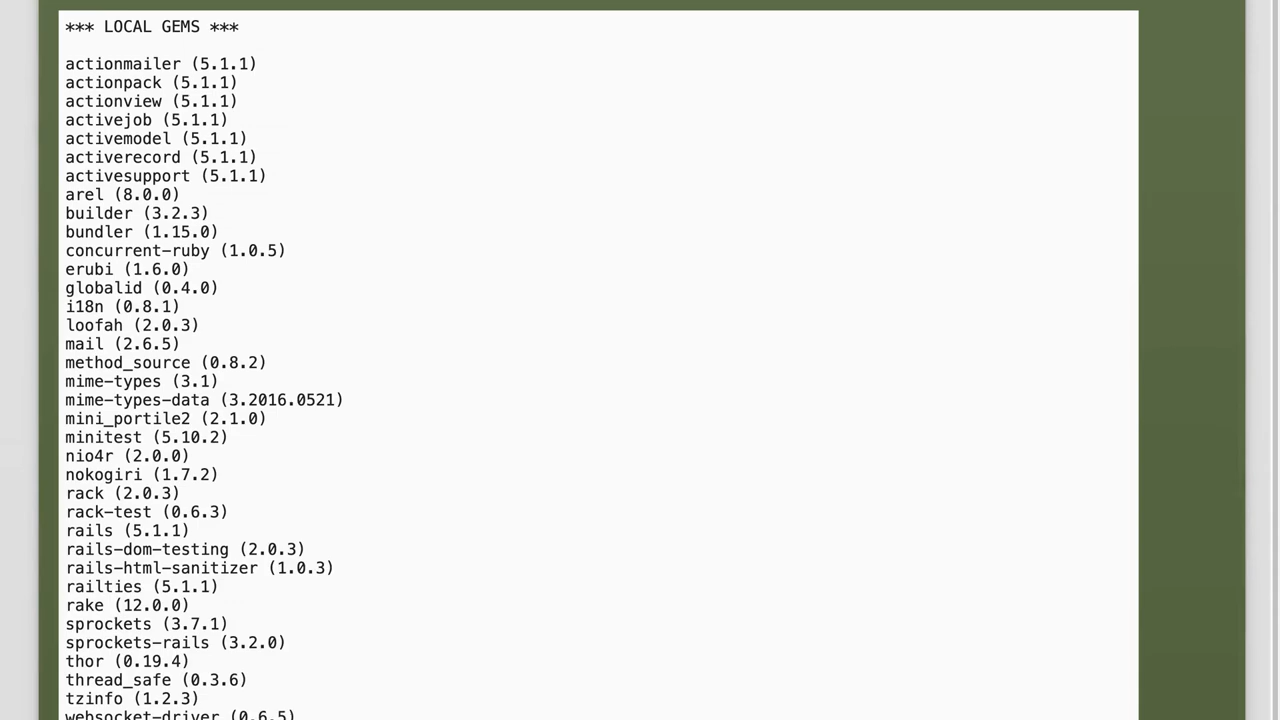 *** LOCAL GEMS ***
actionmailer (5.1.1)
actionpack (5.1.1)
actionview (5.1.1)
activejob (5.1.1)
activemodel (5.1.1)
activerecord (5.1.1)
activesupport (5.1.1)
arel (8.0.0)
builder (3.2.3)
bundler (1.15.0)
concurrent-ruby (1.0.5)
erubi (1.6.0)
globalid (0.4.0)
i18n (0.8.1)
loofah (2.0.3)
mail (2.6.5)
method_source (0.8.2)
mime-types (3.1)
mime-types-data (3.2016.0521)
mini_portile2 (2.1.0)
minitest (5.10.2)
nio4r (2.0.0)
nokogiri (1.7.2)
rack (2.0.3)
rack-test (0.6.3)
rails (5.1.1)
rails-dom-testing (2.0.3)
rails-html-sanitizer (1.0.3)
railties (5.1.1)
rake (12.0.0)
sprockets (3.7.1)
sprockets-rails (3.2.0)
thor (0.19.4)
thread_safe (0.3.6)
tzinfo (1.2.3)
websocket-driver (0.6.5)